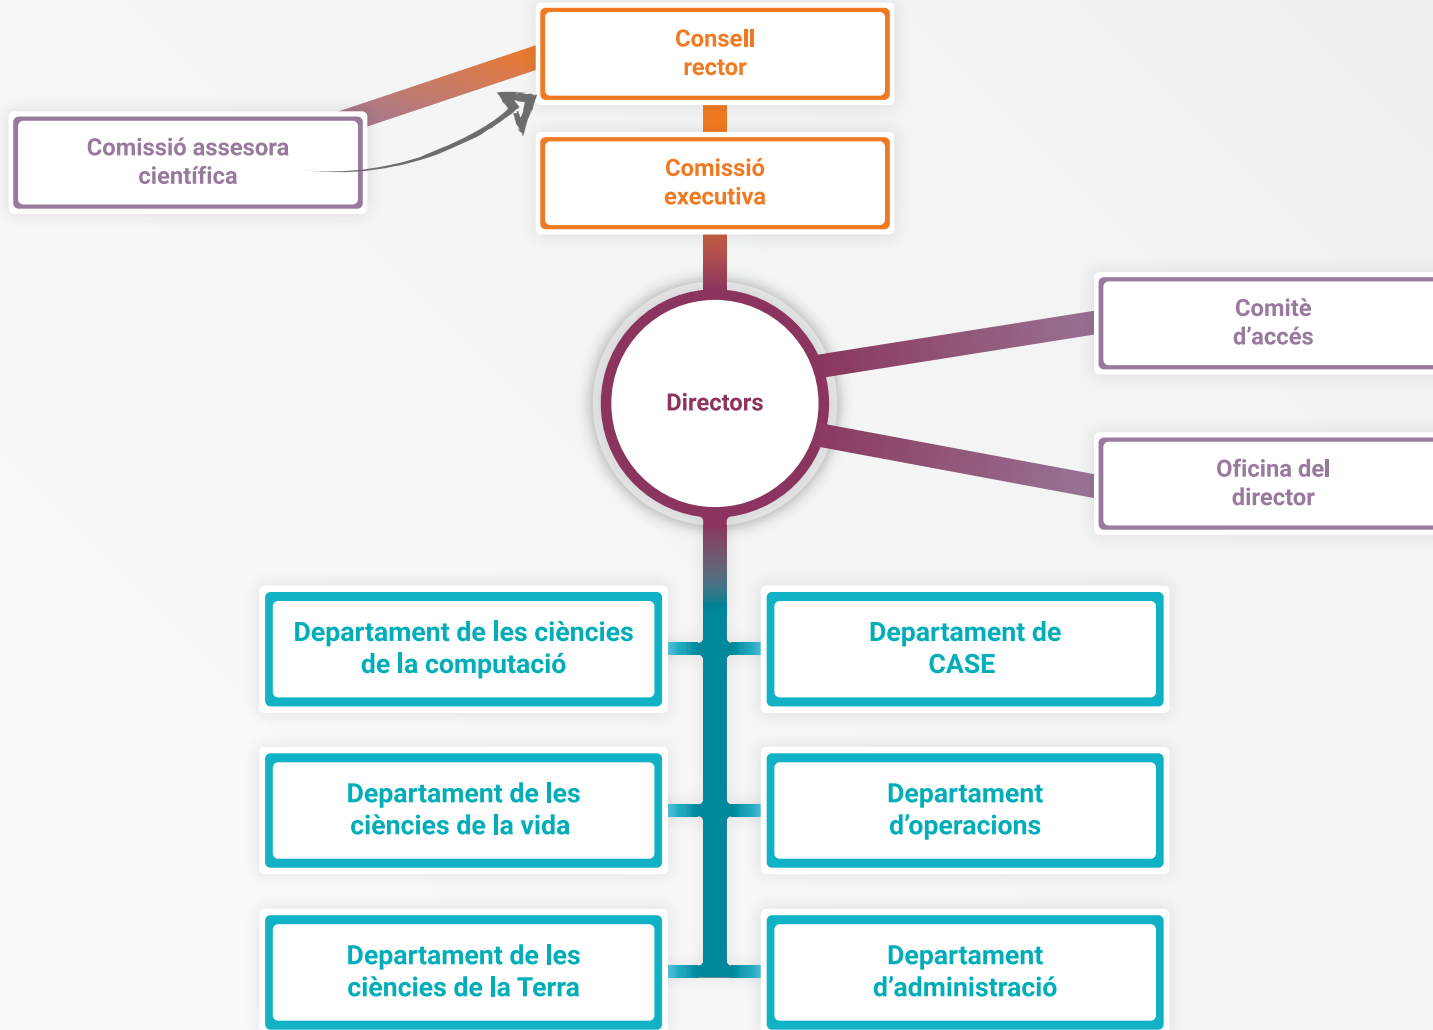 Consell
rector
Comissió assesora
científica
Comissió
executiva
Comitè
d’accés
Directors
Oficina del
director
Departament de les ciències
de la computació
Departament de
CASE
Departament de les
ciències de la vida
Departament
d’operacions
Departament de les
ciències de la Terra
Departament
d’administració